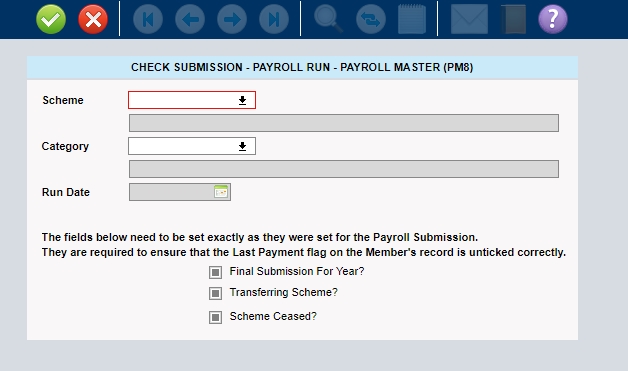 ?
CHECK SUBMISSION - PAYROLL RUN - PAYROLL MASTER (PM8)
Scheme
Category
Run Date
The fields below need to be set exactly as they were set for the Payroll Submission.
They are required to ensure that the Last Payment flag on the Member's record is unticked correctly.
Final Submission For Year?
Transferring Scheme?
Scheme Ceased?